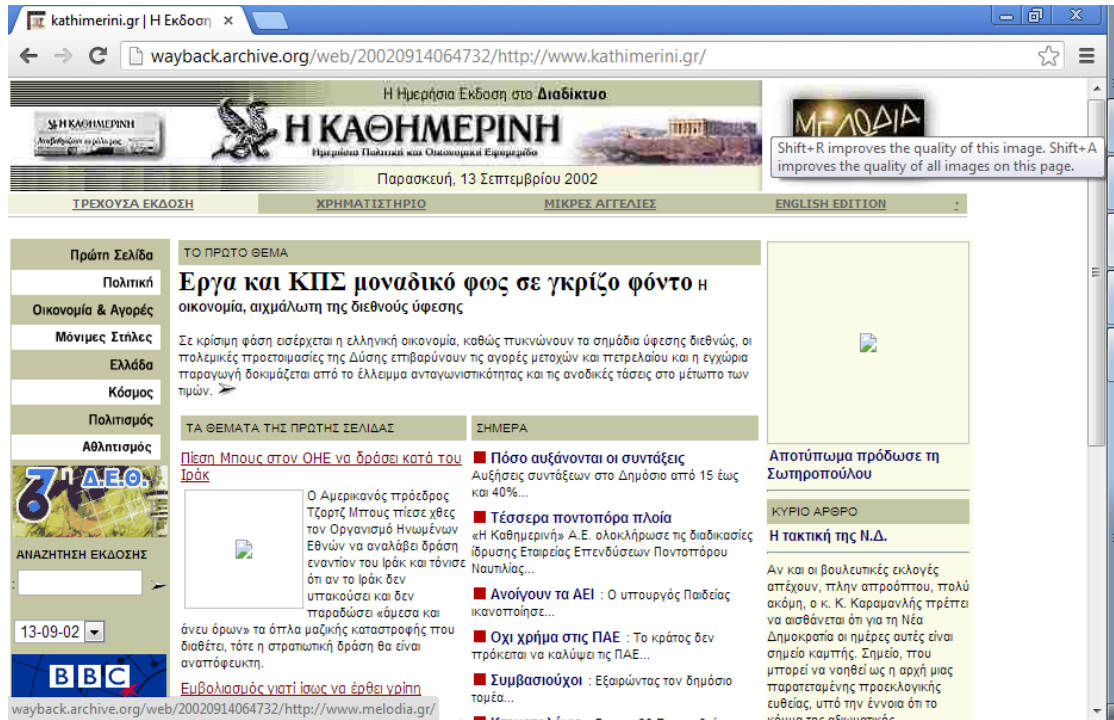 kathimerini.gr | Η Εκδοση
wayback.archive.org/web/20020914064732/http://www.kathimerini.gr/
Η Ημερήσια Εκδοση στο Διαδίκτυο
Η ΚΑΘΗΜΕΡΙΝΗ
Η ΚΑΘΗΜΕΡΙΝΗ
Ημερήσια Πολιτική και Οικονομική Εφημερίδα
ΜΕΛΩΔΙΑ
Shift+R improves the quality of this image. Shift+A
improves the quality of all images on this page.
Παρασκευή, 13 Σεπτεμβρίου 2002
ΤΡΕΧΟΥΣΑ ΕΚΔΟΣΗ
ΧΡΗΜΑΤΙΣΤΗΡΙΟ
ΜΙΚΡΕΣ ΑΓΓΕΛΙΕΣ
ENGLISH EDITION :
Πρώτη Σελίδα
Πολιτική
Οικονομία & Αγορές
Μόνιμες Στήλες
Ελλάδα
Κόσμος
Πολιτισμός
Αθλητισμός
Δ.Ε.Θ.
ΑΝΑΖΗΤΗΣΗ ΕΚΔΟΣΗΣ
:
13-09-02
BBC
ΤΟ ΠΡΩΤΟ ΘΕΜΑ
Εργα και ΚΠΣ μοναδικό φως σε γκρίζο φόντο Η
οικονομία, αιχμάλωτη της διεθνούς ύφεσης
Σε κρίσιμη φάση εισέρχεται η ελληνική οικονομία, καθώς πυκνώνουν τα σημάδια ύφεσης διεθνώς, οι
πολεμικές προετοιμασίες της Δύσης επιβαρύνουν τις αγορές μετοχών και πετρελαίου και η εγχώρια
παραγωγή δοκιμάζεται από το έλλειμμα ανταγωνιστικότητας και τις ανοδικές τάσεις στο μέτωπο των
τιμών.
ΤΑ ΘΕΜΑΤΑ ΤΗΣ ΠΡΩΤΗΣ ΣΕΛΙΔΑΣ
Πίεση Μπους στον ΟΗΕ να δράσει κατά του
Ιράκ
Ο Αμερικανός πρόεδρος
Τζορτζ Μπους πίεσε χθες
τον Οργανισμό Ηνωμένων
Εθνών να αναλάβει δράση
εναντίον του Ιράκ και τόνισε
ότι αν το Ιράκ δεν
υπακούσει και δεν
παραδώσει «άμεσα και
άνευ όρων» τα όπλα μαζικής καταστροφής που
διαθέτει, τότε η στρατιωτική δράση θα είναι
αναπόφευκτη.
Εμβολιασμός γιατί ίσως να έρθει γρίπη
ΣΗΜΕΡΑ
Πόσο αυξάνονται οι συντάξεις
Αυξήσεις συντάξεων στο Δημόσιο από 15 έως
και 40%...
Τέσσερα ποντοπόρα πλοία
«Η Καθημερινή» Α.Ε. ολοκλήρωσε τις διαδικασίες
ίδρυσης Εταιρείας Επενδύσεων Ποντοπόρου
Ναυτιλίας...
Ανοίγουν τα ΑΕΙ : Ο υπουργός Παιδείας
ικανοποίησε...
Οχι χρήμα στις ΠΑΕ : Το κράτος δεν
πρόκειται να καλύψει τις ΠΑΕ...
Συμβασιούχοι : Εξαιρώντας τον δημόσιο
τομέα...
Αποτύπωμα πρόδωσε τη
Σωτηροπούλου
ΚΥΡΙΟ ΑΡΘΡΟ
Η τακτική της Ν.Δ.
Αν και οι βουλευτικές εκλογές
απέχουν, πλην απροόπτου, πολύ
ακόμη, ο κ. Κ. Καραμανλής πρέπει
να αισθάνεται ότι για τη Νέα
Δημοκρατία οι ημέρες αυτές είναι
σημείο καμπής. Σημείο, που
μπορεί να νοηθεί ως η αρχή μιας
παρατεταμένης προεκλογικής
ευθείας, υπό την έννοια ότι το
κόμμα της αξιωματικής
wayback.archive.org/web/20020914064732/http://www.melodia.gr/